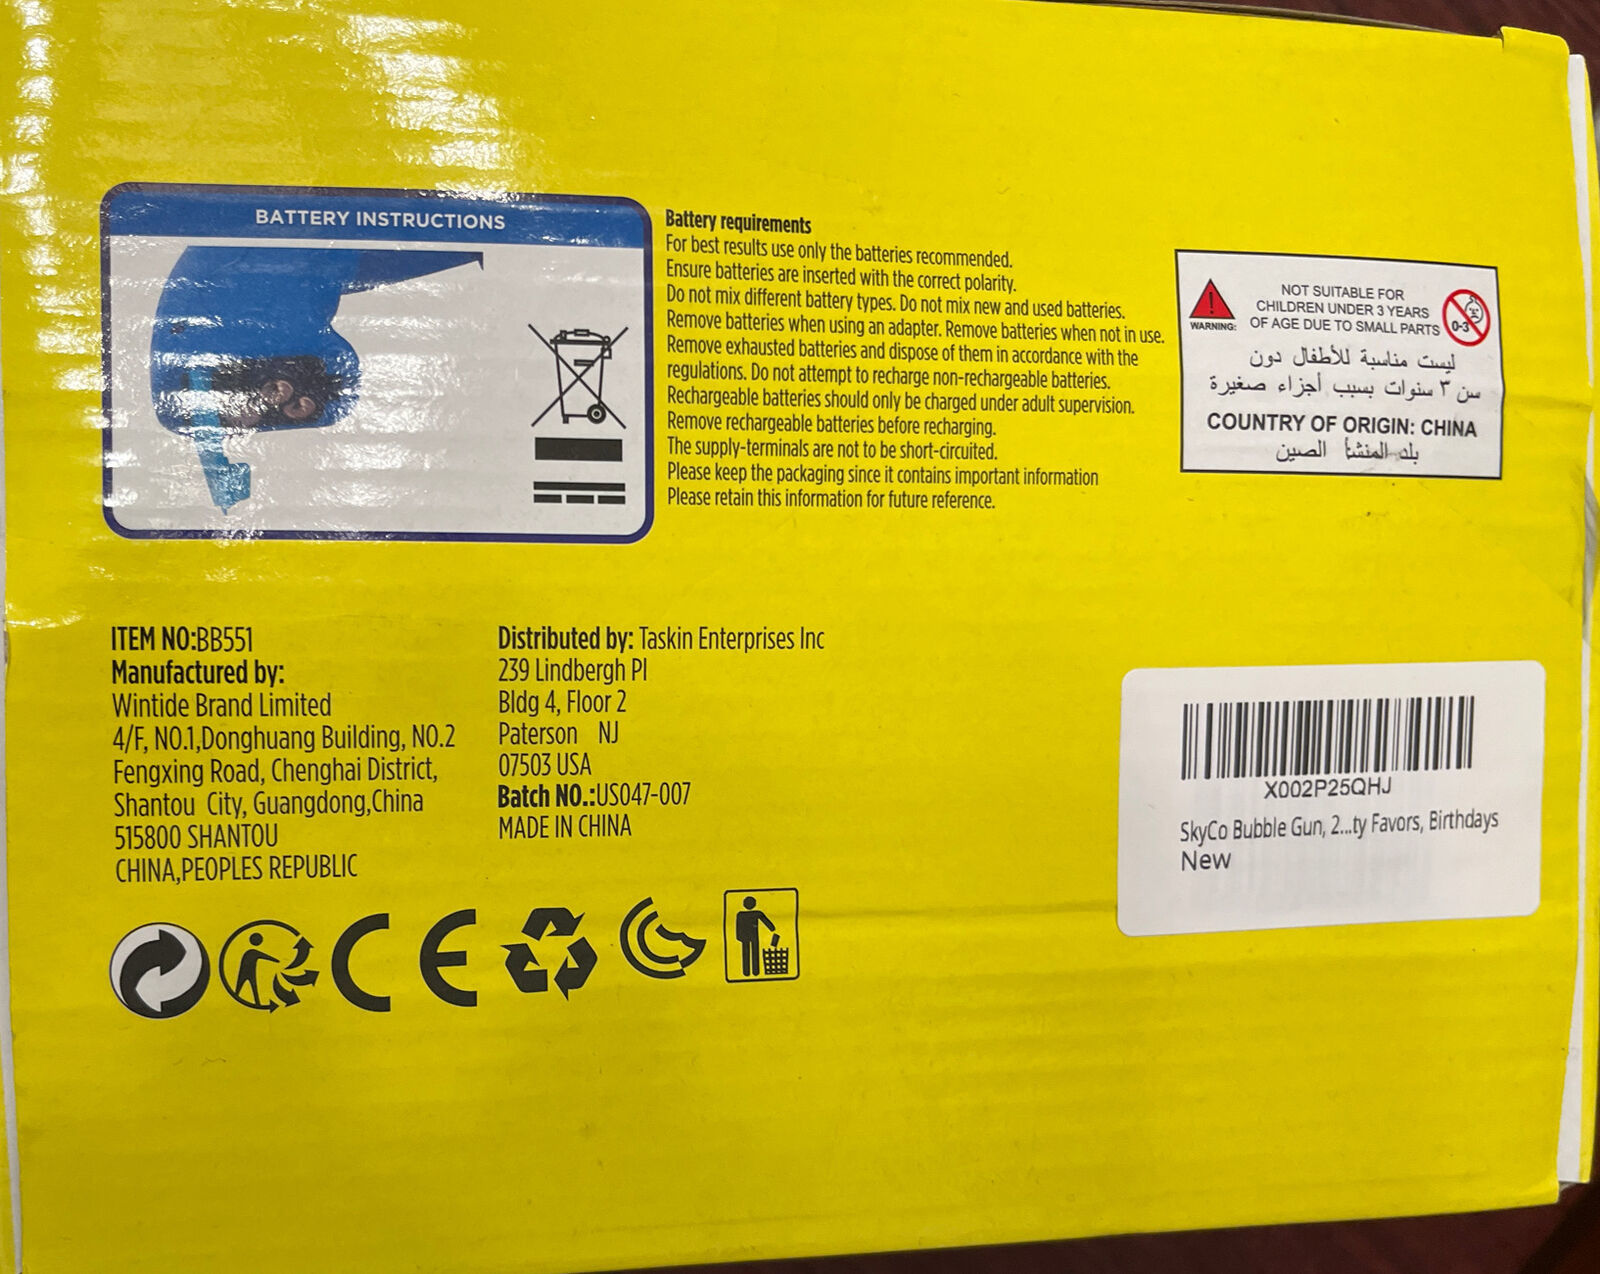 BATTERY INSTRUCTIONS
Battery requirements
For best results use only the batteries recommended.
Ensure batteries are inserted with the correct polarity.
Do not mix different battery types. Do not mix new and used batteries.
Remove batteries when using an adapter. Remove batteries when not in use.
Remove exhausted batteries and dispose of them in accordance with the
regulations. Do not attempt to recharge non-rechargeable batteries.
Rechargeable batteries should only be charged under adult supervision.
Remove rechargeable batteries before recharging.
The supply-terminals are not to be short-circuited.
Please keep the packaging since it contains important information
Please retain this information for future reference.
WARNING:
NOT SUITABLE FOR
CHILDREN UNDER 3 YEARS
OF AGE DUE TO SMALL PARTS
0-3
ليست مناسبة للأطفال دون
سن ٣ سنوات بسبب أجزاء صغيرة
COUNTRY OF ORIGIN: CHINA
بلد المنشأ الصين
ITEM NO:BB551
Manufactured by:
Wintide Brand Limited
4/F, NO.1,Donghuang Building, NO.2
Fengxing Road, Chenghai District,
Shantou City, Guangdong,China
515800 SHANTOU
CHINA,PEOPLES REPUBLIC
Distributed by: Taskin Enterprises Inc
239 Lindbergh Pl
Bldg 4, Floor 2
Paterson NJ
07503 USA
Batch NO.:US047-007
MADE IN CHINA
CE
X002P25QHJ
SkyCo Bubble Gun, 2...ty Favors, Birthdays
New